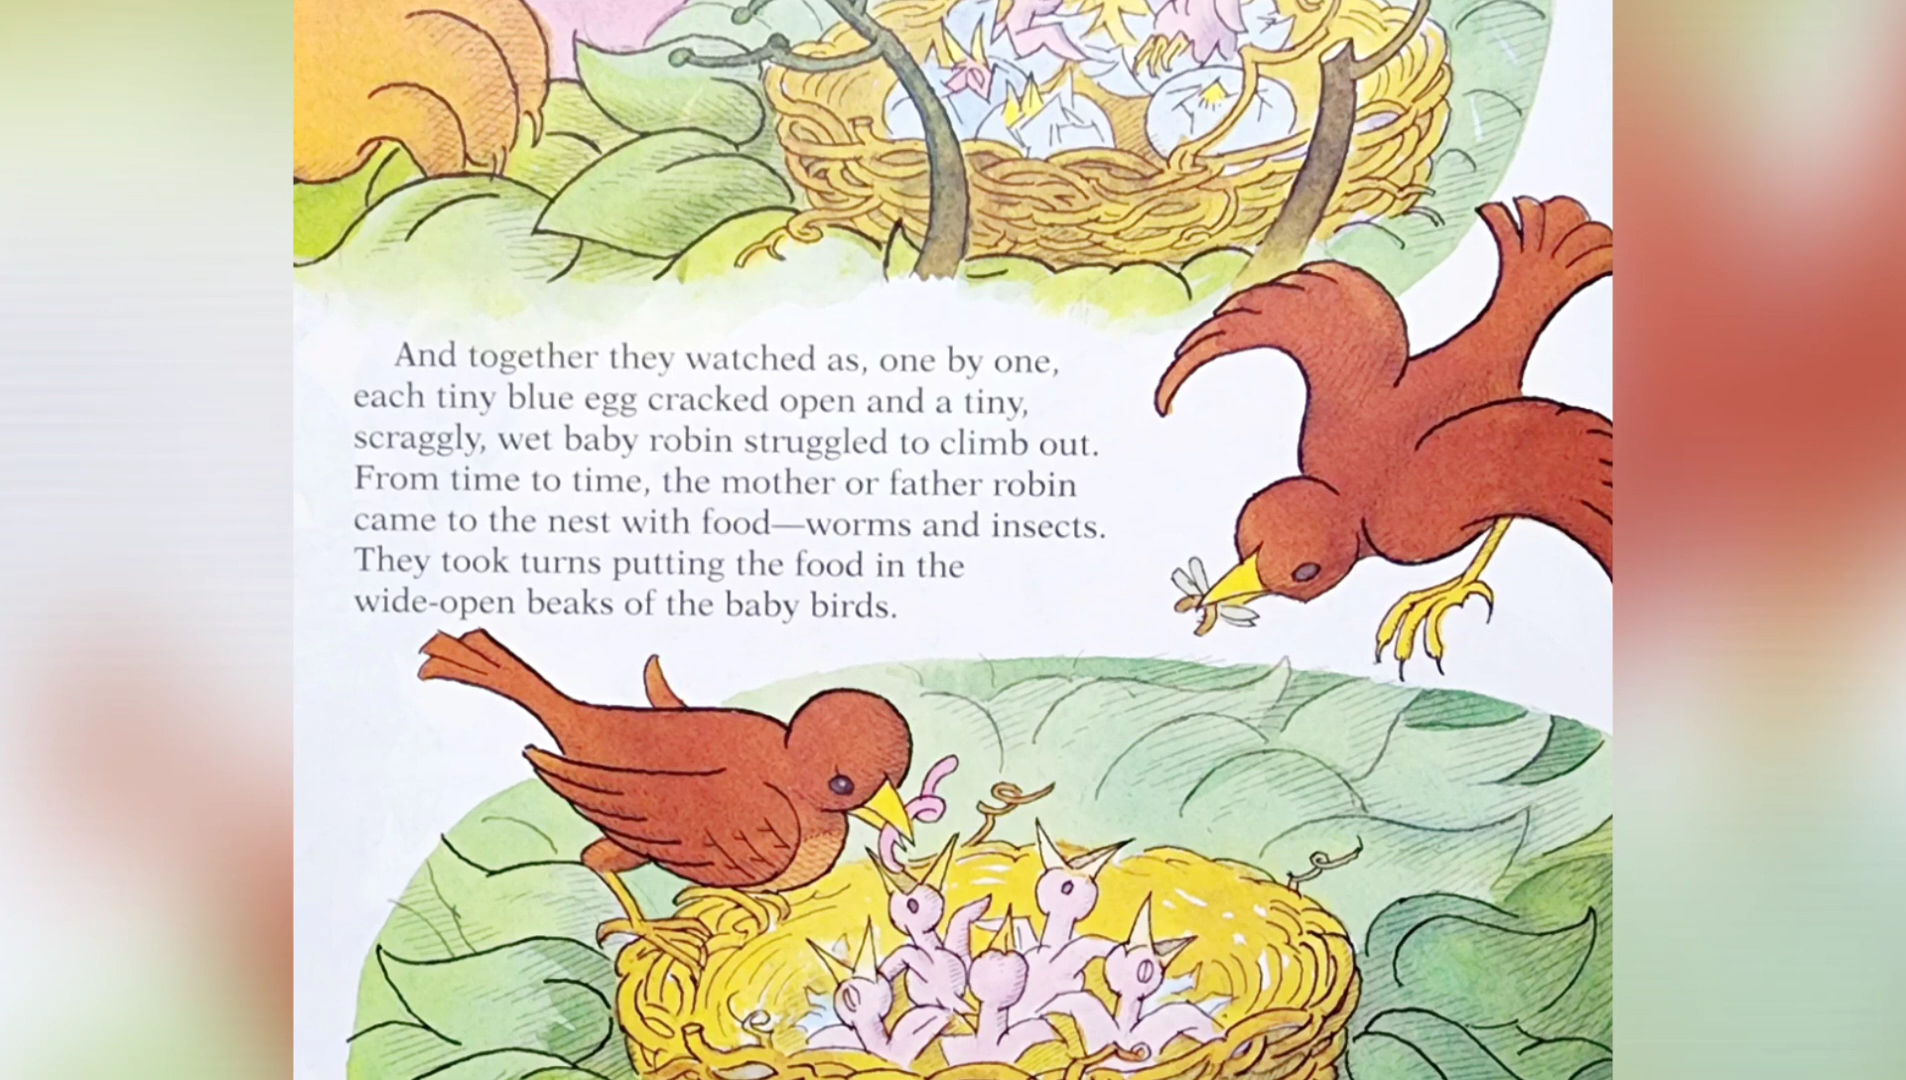 And together they watched as, one by one,
each tiny blue egg cracked open and a tiny,
scraggly, wet baby robin struggled to climb out.
From time to time, the mother or father robin
came to the nest with food—worms and insects.
They took turns putting the food in the
wide-open beaks of the baby birds.